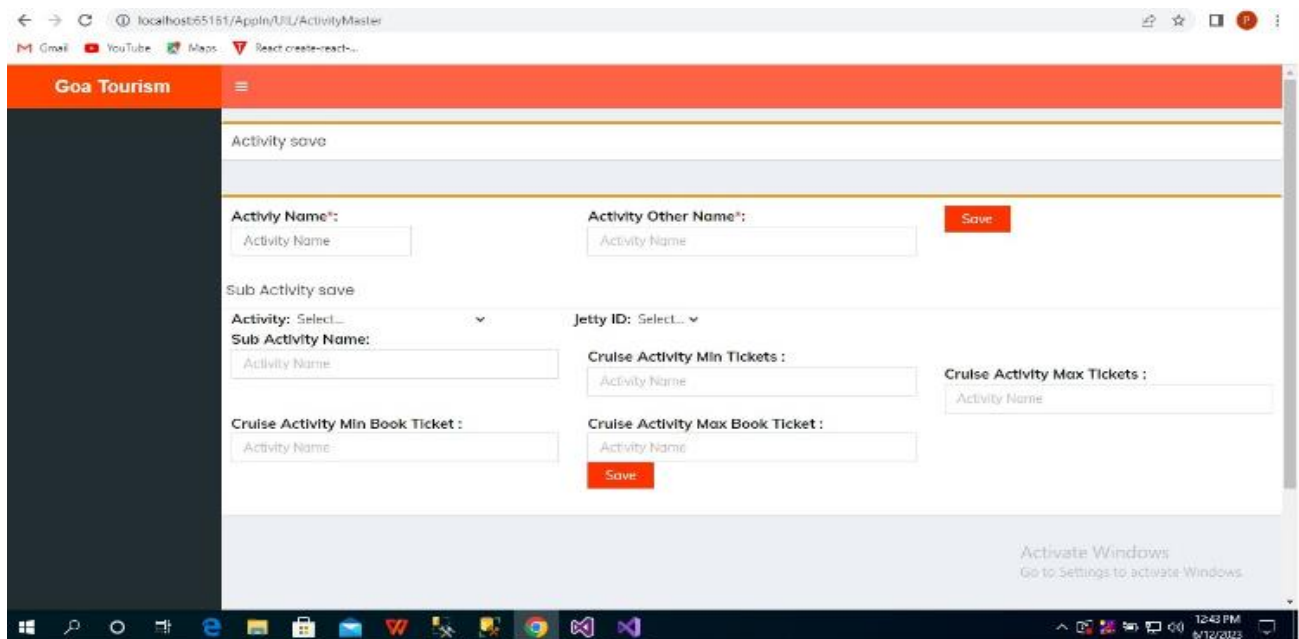 localhost:65161/AppIn/UIL/ActivityMaster
Gmail YouTube Maps React create-react-...
Goa Tourism
Activity save
Activiy Name*: Activity Other Name*: Save
Activity Name Activity Name
Sub Activity save
Activity: Select... Jetty ID: Select...
Sub Activity Name:
Activity Name
Cruise Activity Min Tickets :
Activity Name
Cruise Activity Max Tickets :
Activity Name
Cruise Activity Min Book Ticket : Cruise Activity Max Book Ticket :
Activity Name Activity Name
Save
Activate Windows
Go to Settings to activate Windows.
12:43 PM
6/12/2023